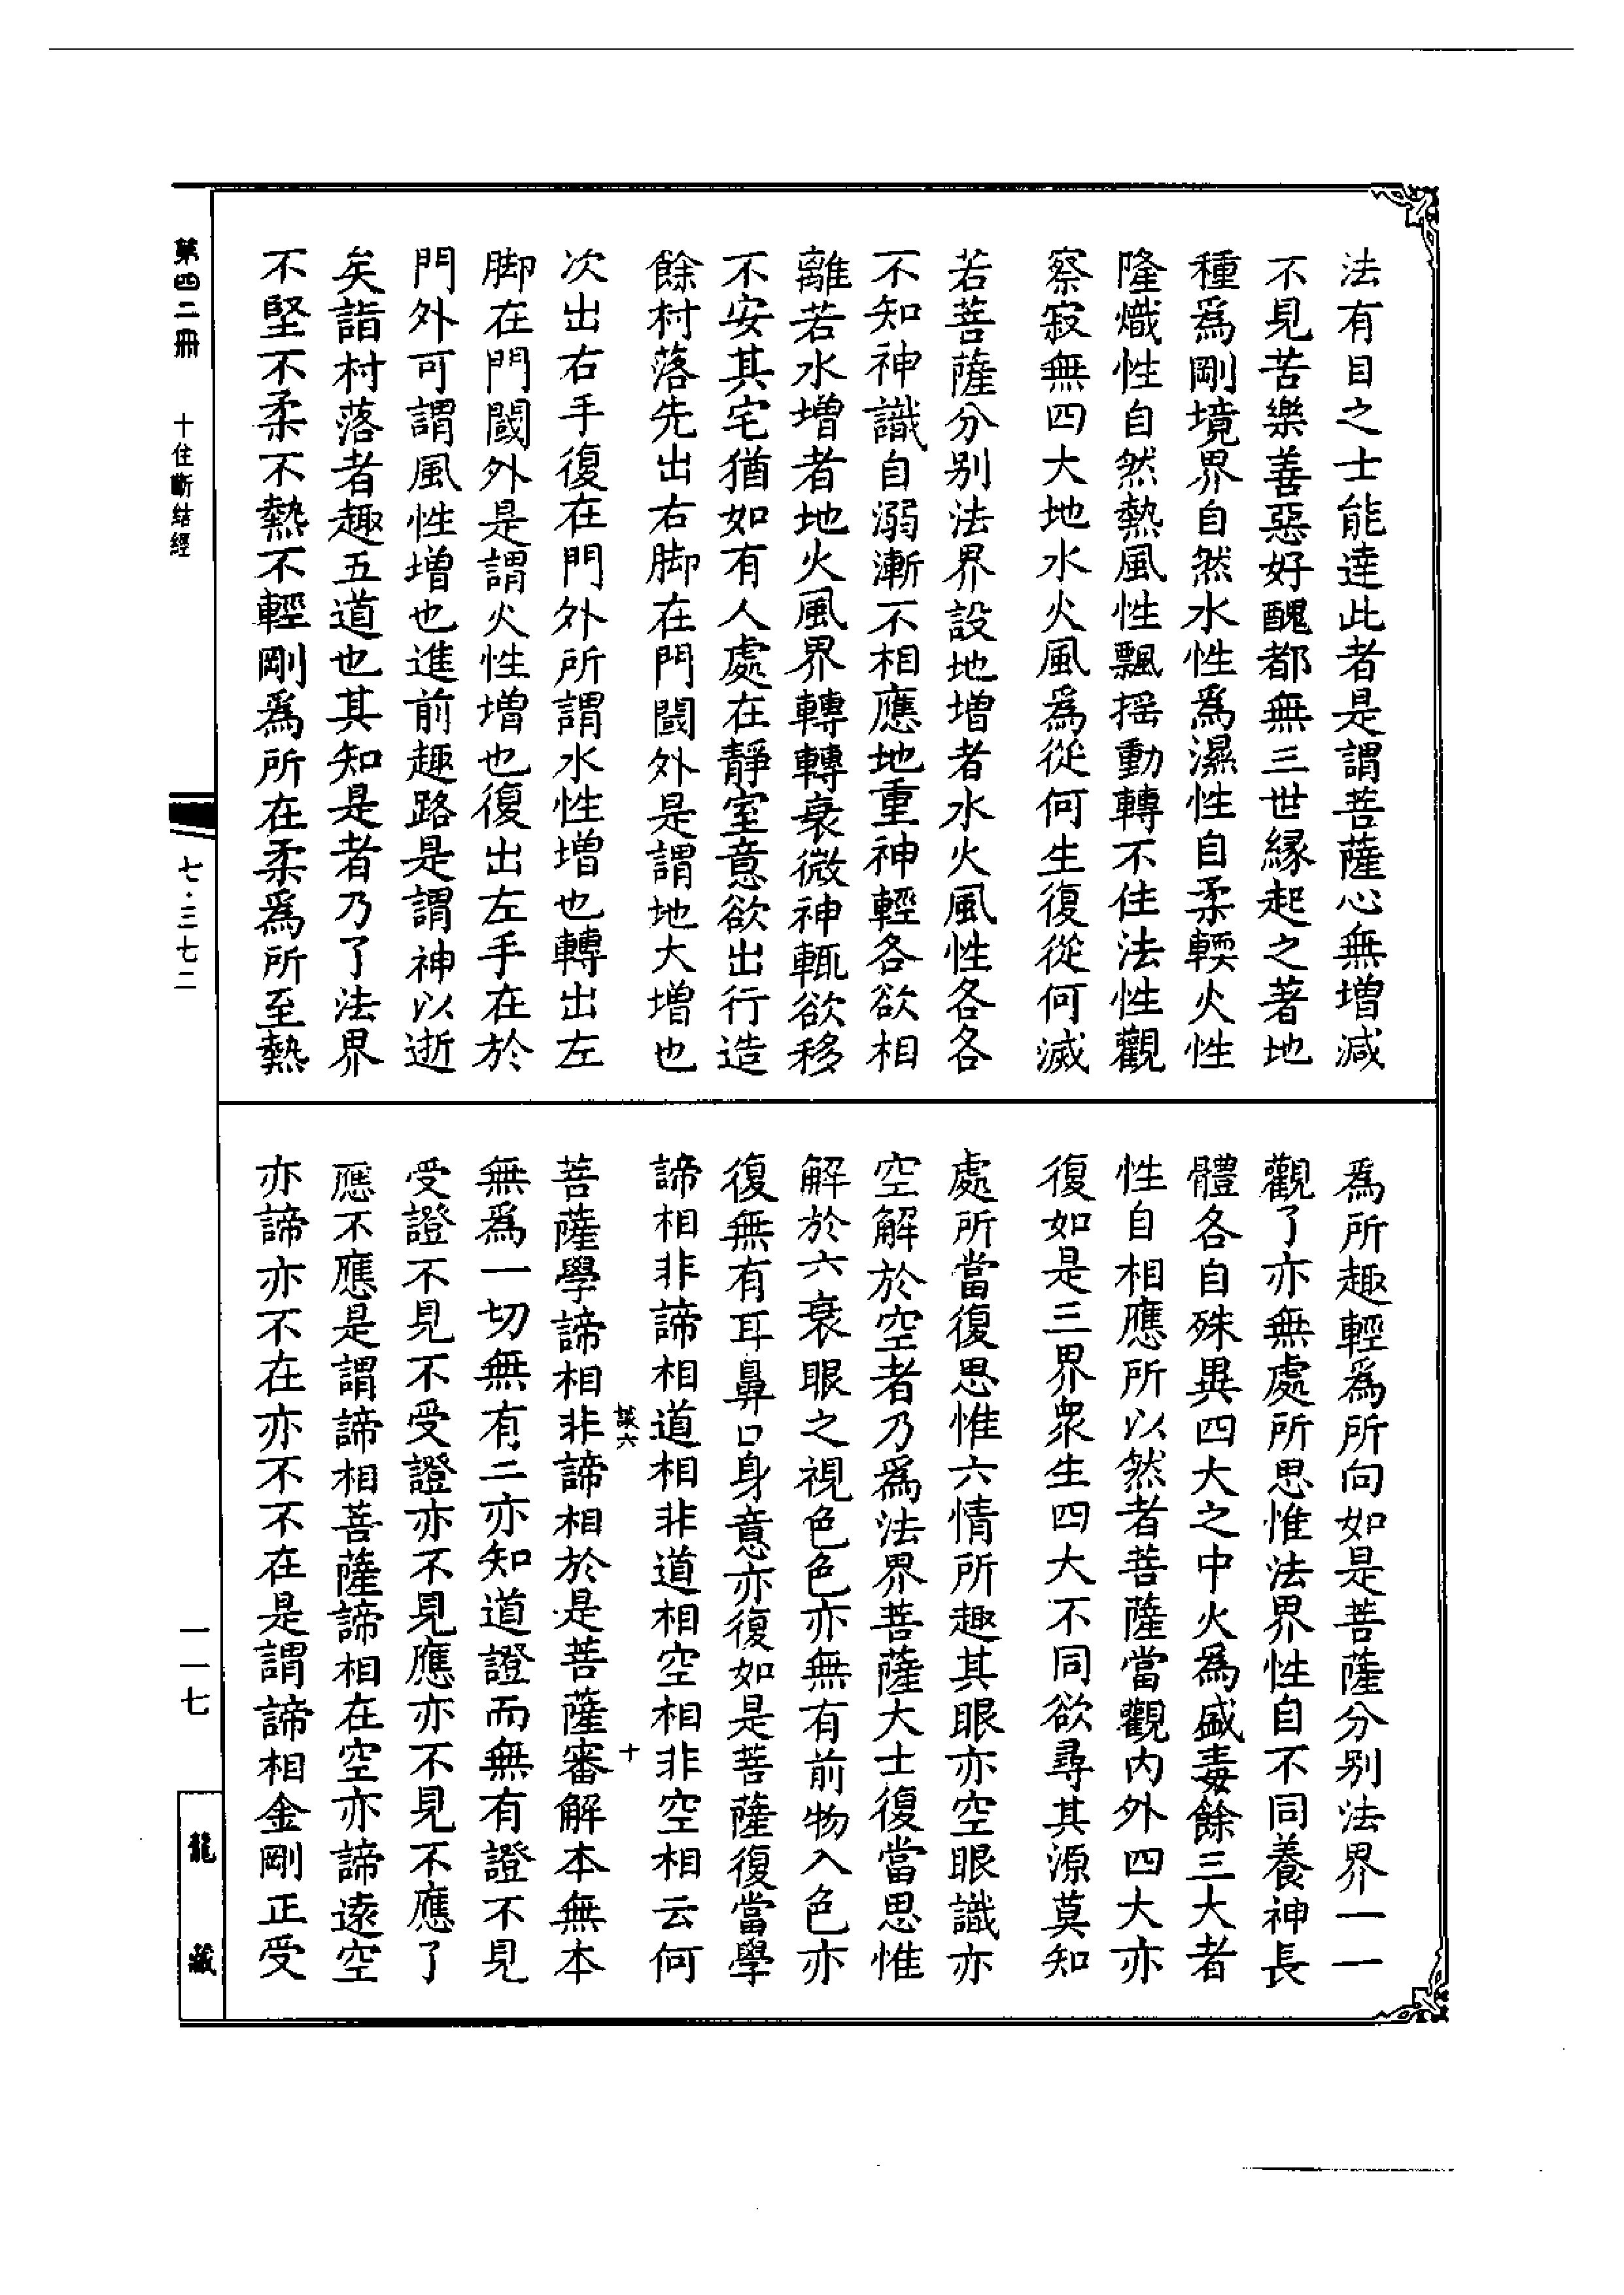 法有目之士能達此者是謂菩薩心無增減
不見苦樂善惡好醜都無三世緣起之著地
種爲剛境界自然水性爲濕性自柔輭火性
隆熾性自然熱風性飄搖動轉不住法性觀
察寂無四大地水火風爲從何生復從何滅
若菩薩分別法界設地增者水火風性各各
不知神識自溺漸不相應地重神輕各欲相
離若水增者地火風界轉轉衰微神輒欲移
不安其宅猶如有人處在靜室意欲出行造
餘村落先出右脚在門閾外是謂地大增也
次出右手復在門外所謂水性增也轉出左
脚在門閾外是謂火性增也復出左手在於
門外可謂風性增也進前趣路是謂神以逝
矣詣村落者趣五道也其知是者乃了法界
不堅不柔不熱不輕剛爲所在柔爲所至熱
爲所趣輕爲所向如是菩薩分別法界一一
觀了亦無處所思惟法界性自不同養神長
體各自殊異四大之中火爲盛毒餘三大者
性自相應所以然者菩薩當觀內外四大亦
復如是三界眾生四大不同欲尋其源莫知
處所當復思惟六情所趣其眼亦空眼識亦
空解於空者乃爲法界菩薩大士復當思惟
解於六衰眼之視色色亦無有前物入色亦
復無有耳鼻口身意亦復如是菩薩復當學
諦相非諦相道相非道相空相非空相云何
談六 十
菩薩學諦相非諦相於是菩薩審解本無本
無爲一切無有二亦知道證而無有證不見
受證不見不受證亦不見應亦不見不應了
應不應是謂諦相菩薩諦相在空亦諦遠空
亦諦亦不在亦不不在是謂諦相金剛正受
第四二冊 十住斷結經 七·三七二 一一七 龍藏